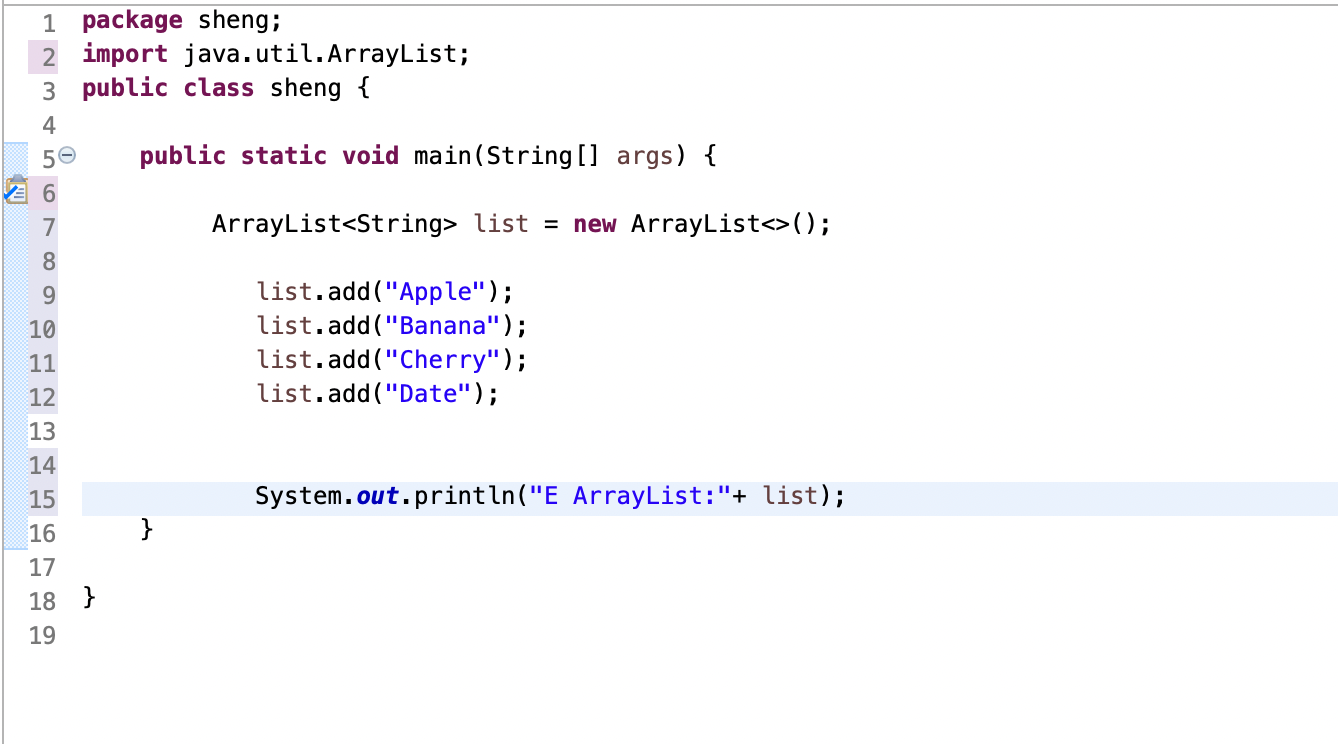 1 package sheng;
2 import java.util.ArrayList;
3 public class sheng {
4
5 public static void main(String[] args) {
6
7 ArrayList<String> list = new ArrayList<>();
8
9 list.add("Apple");
10 list.add("Banana");
11 list.add("Cherry");
12 list.add("Date");
13
14
15 System.out.println("E ArrayList:"+ list);
16 }
17
18 }
19